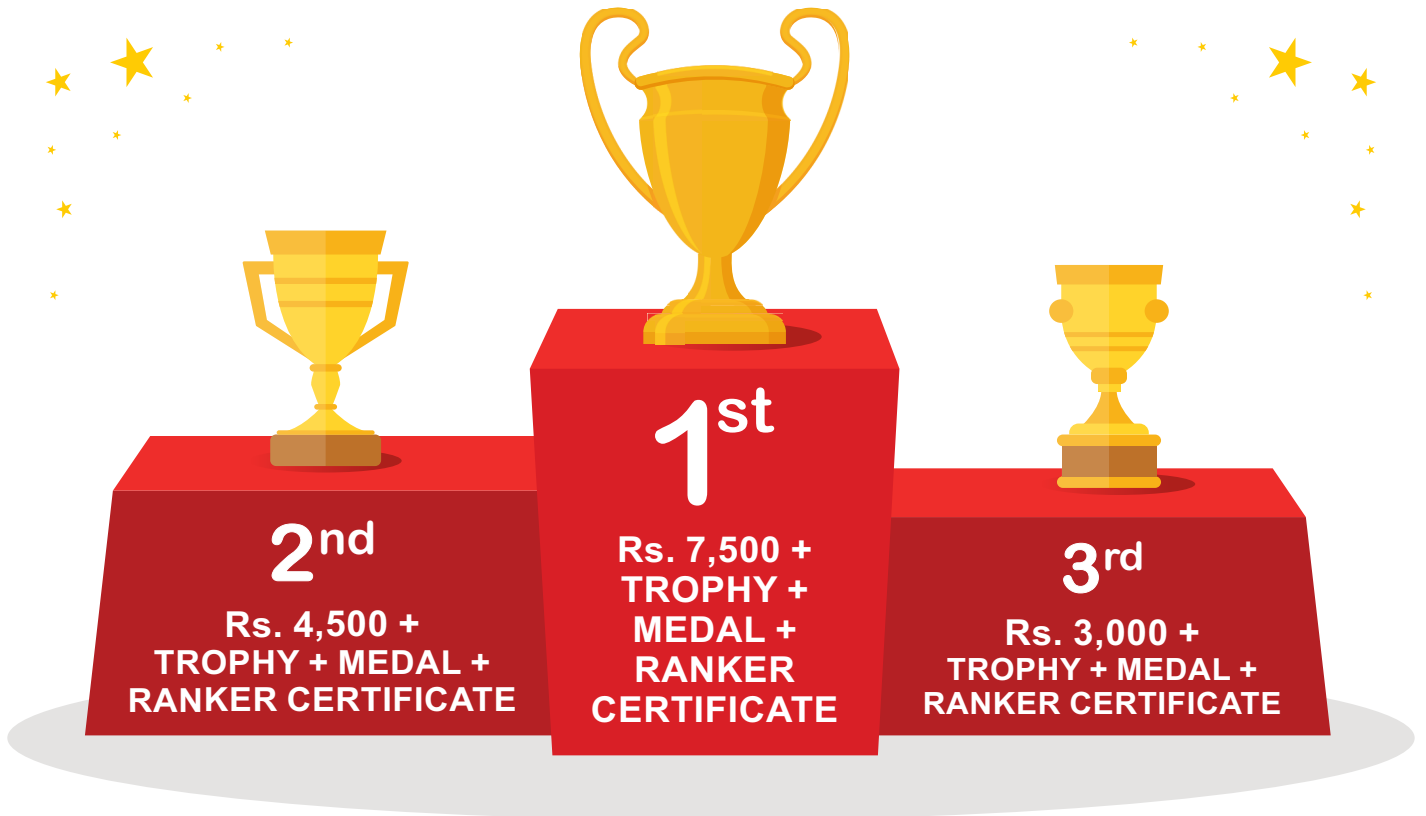 1st
Rs. 7,500 +
TROPHY +
MEDAL +
RANKER
CERTIFICATE
2nd
Rs. 4,500 +
TROPHY + MEDAL +
RANKER CERTIFICATE
3rd
Rs. 3,000 +
TROPHY + MEDAL +
RANKER CERTIFICATE